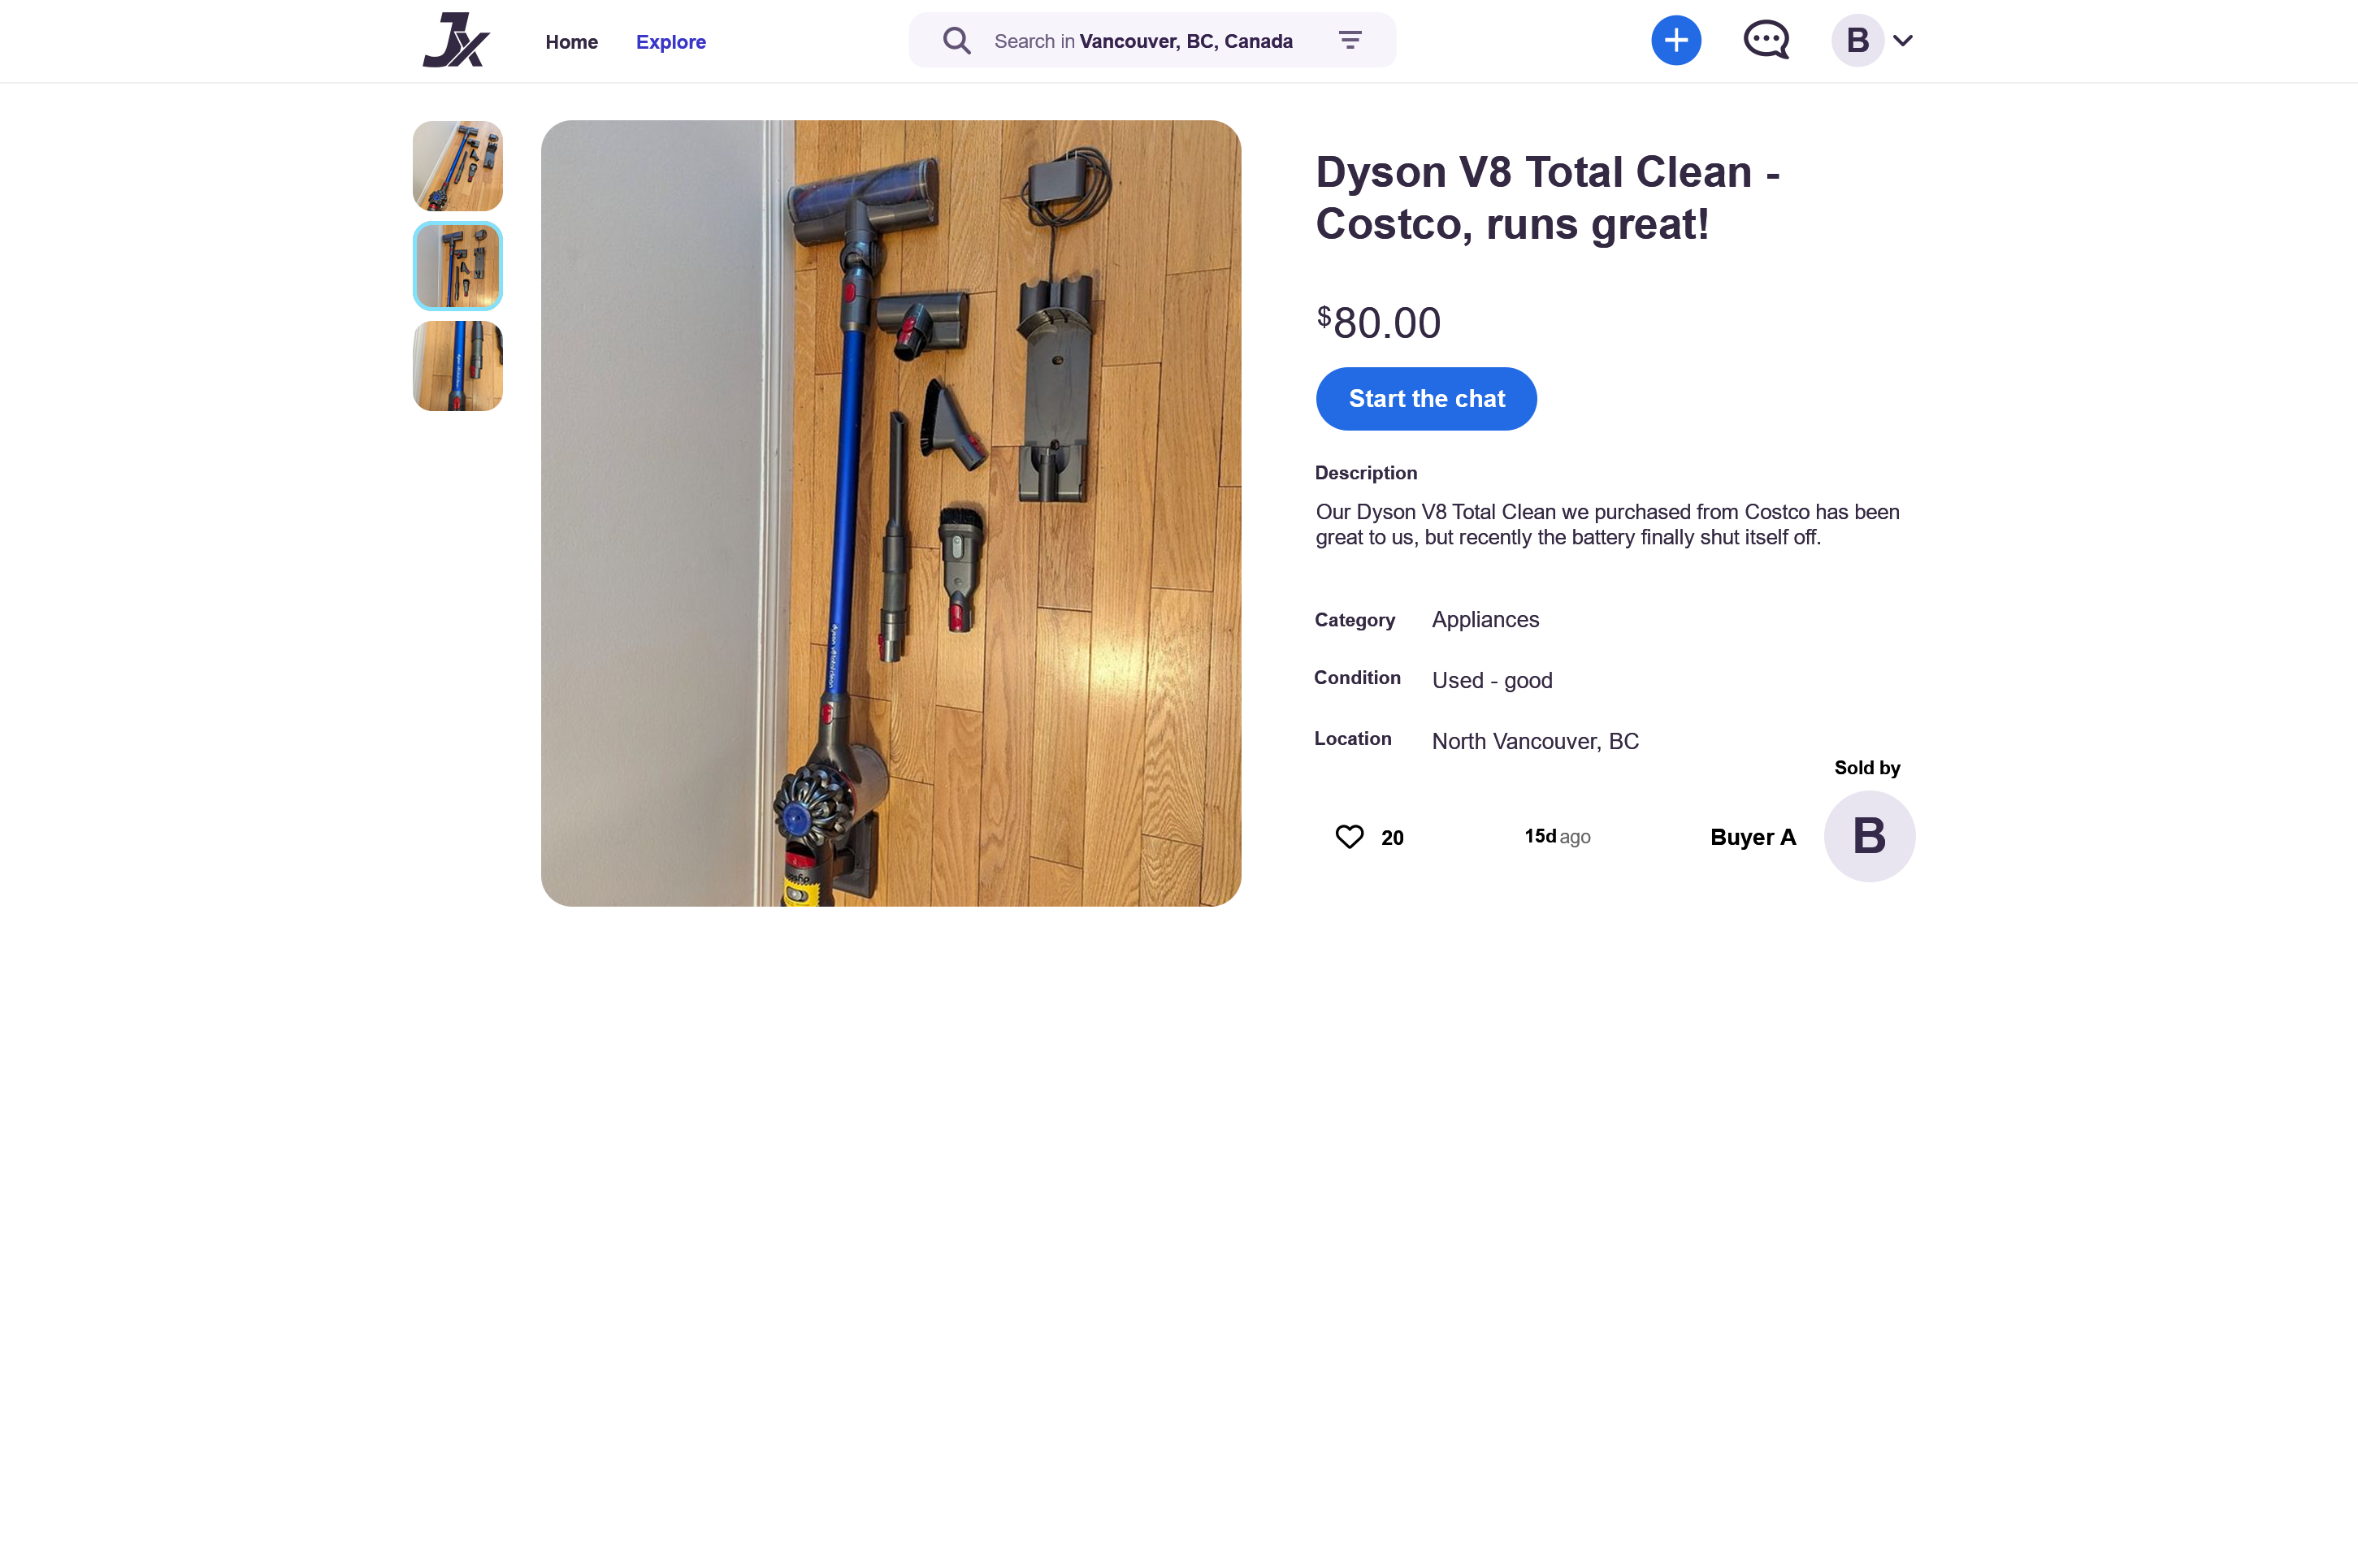 Jx
Home
Explore
Search in Vancouver, BC, Canada
B
Dyson V8 Total Clean -
Costco, runs great!
$80.00
Start the chat
Description
Our Dyson V8 Total Clean we purchased from Costco has been
great to us, but recently the battery finally shut itself off.
Category Appliances
Condition Used - good
Location North Vancouver, BC
Sold by
20
15d ago
Buyer A
B
dyson